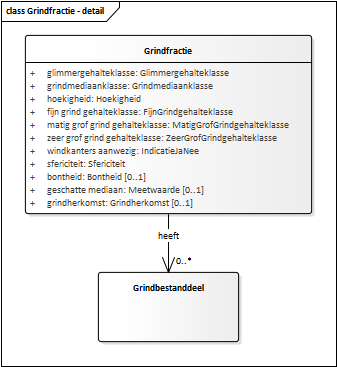 class Grindfractie - detail
Grindfractie
+ glimmergehalteklasse: Glimmergehalteklasse
+ grindmediaanklasse: Grindmediaanklasse
+ hoekigheid: Hoekigheid
+ fijn grind gehalteklasse: FijnGrindgehalteklasse
+ matig grof grind gehalteklasse: MatigGrofGrindgehalteklasse
+ zeer grof grind gehalteklasse: ZeerGrofGrindgehalteklasse
+ windkanters aanwezig: IndicatieJaNee
+ sfericiteit: Sfericiteit
+ bontheid: Bontheid [0..1]
+ geschatte mediaan: Meetwaarde [0..1]
+ grindherkomst: Grindherkomst [0..1]
heeft
0..*
Grindbestanddeel